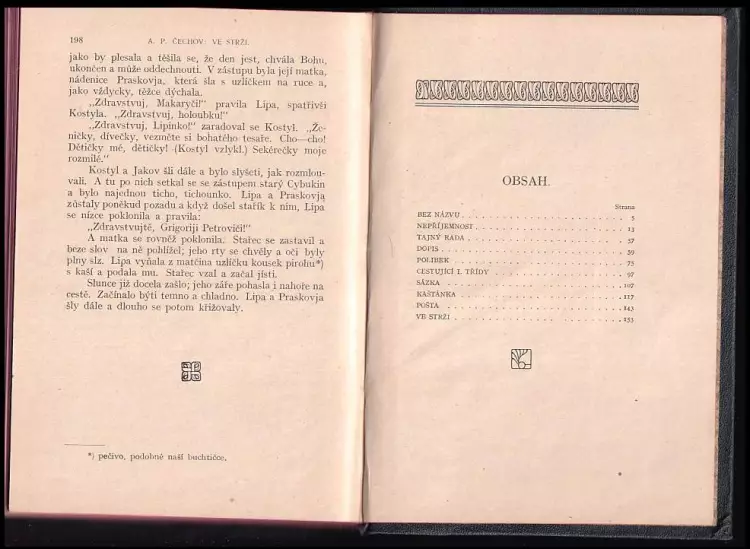 198 A. P. ČECHOV: VE STRŽI.
jako by plesala a těšila se, že den jest, chvála Bohu,
ukončen a může oddechnouti. V zástupu byla její matka,
nádenice Praskovja, která šla s uzlíčkem na ruce a,
jako vždycky, těžce dýchala.
„Zdravstvuj, Makaryči!" pravila Lipa, spatřivši
Kostyla. „Zdravstvuj, holoubku!"
„Zdravstvuj, Lipinko!" zaradoval se Kostyl. „Že-
ničky, dívečky, vezměte si bohatého tesaře. Cho—cho!
Dětičky mé, dětičky! (Kostyl vzlykl.) Sekérečky moje
rozmilé."
Kostyl a Jakov šli dále a bylo slyšeti, jak rozmlou-
vali. A tu po nich setkal se se zástupem starý Cybukin
a bylo najednou ticho, tichounko. Lipa a Praskovja
zůstaly poněkud pozadu a když došel stařík k nim, Lipa
se nízce poklonila a pravila:
„Zdravstvujtě, Grigoriji Petroviči!"
A matka se rovněž poklonila. Stařec se zastavil a
beze slov na ně pohlížel; jeho rty se chvěly a oči byly
plny slz. Lipa vyňala z matčina uzlíčku kousek pirohu*)
s kaší a podala mu. Stařec vzal a začal jísti.
Slunce již docela zašlo; jeho záře pohasla i nahoře na
cestě. Začínalo býti temno a chladno. Lipa a Praskovja
šly dále a dlouho se potom křižovaly.
*) pečivo, podobné naší buchtičce.
OBSAH.
Strana
BEZ NÁZVU 5
NEPŘÍJEMNOST 13
TAJNÝ RADA 37
DOPIS 59
POLIBEK 73
CESTUJÍCÍ I. TŘÍDY 97
SÁZKA 107
KAŠTANKA 117
POŠTA 143
VE STRŽI 153